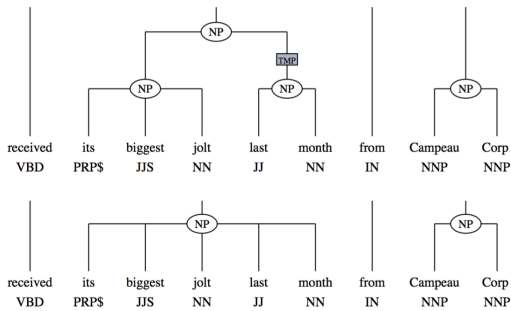 NP
TMP
NP NP NP
received its biggest jolt last month from Campeau Corp.
VBD PRP$ JJS NN JJ NN IN NNP NNP
NP NP
received its biggest jolt last month from Campeau Corp
VBD PRP$ JJS NN JJ NN IN NNP NNP